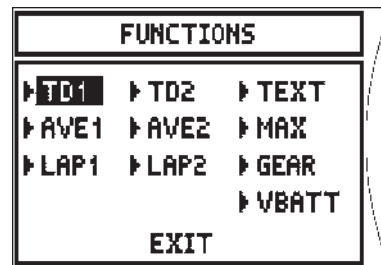 FUNCTIONS
TD1 TD2 TEXT
AVE1 AVE2 MAX
LAP1 LAP2 GEAR
VBATT
EXIT